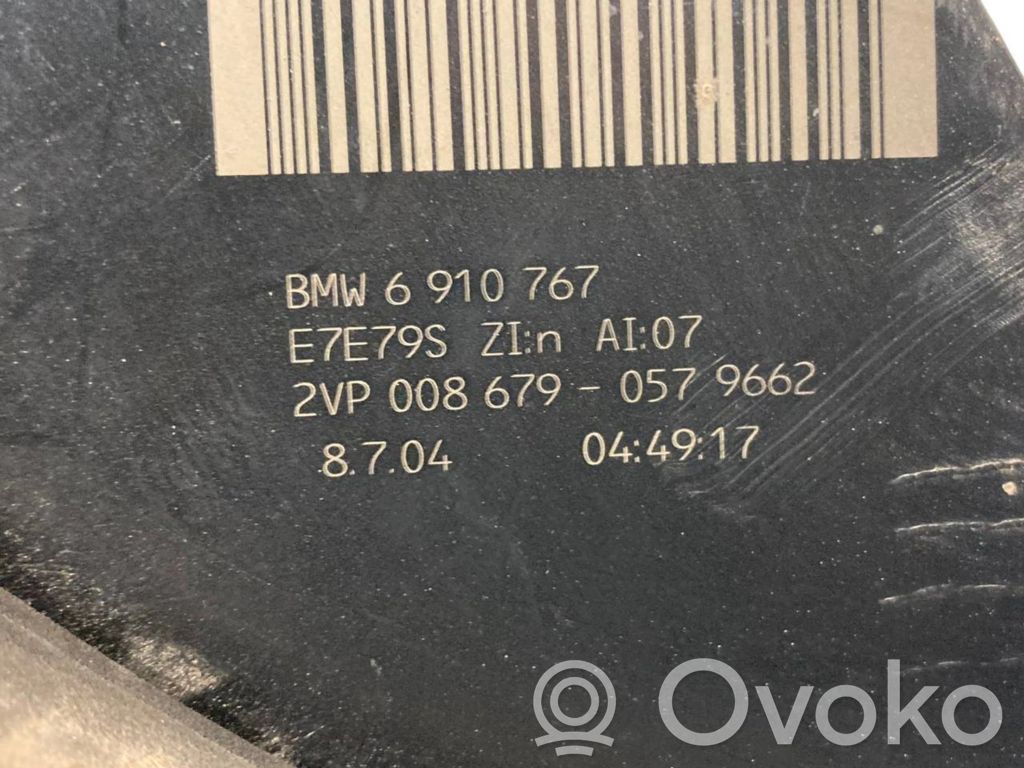 BMW 6 910 767
E7E79S ZI:n AI:07
2VP 008 679 - 057 9662
8.7.04 04:49:17
Ovoko